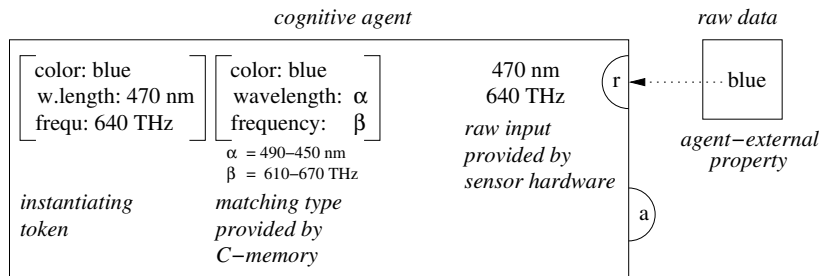 cognitive agent
raw data
color: blue
w.length: 470 nm
frequ: 640 THz
color: blue
wavelength: α
frequency: β
α = 490–450 nm
β = 610–670 THz
470 nm
640 THz
r
blue
raw input
provided by
sensor hardware
agent−external
property
instantiating
token
matching type
provided by
C−memory
a